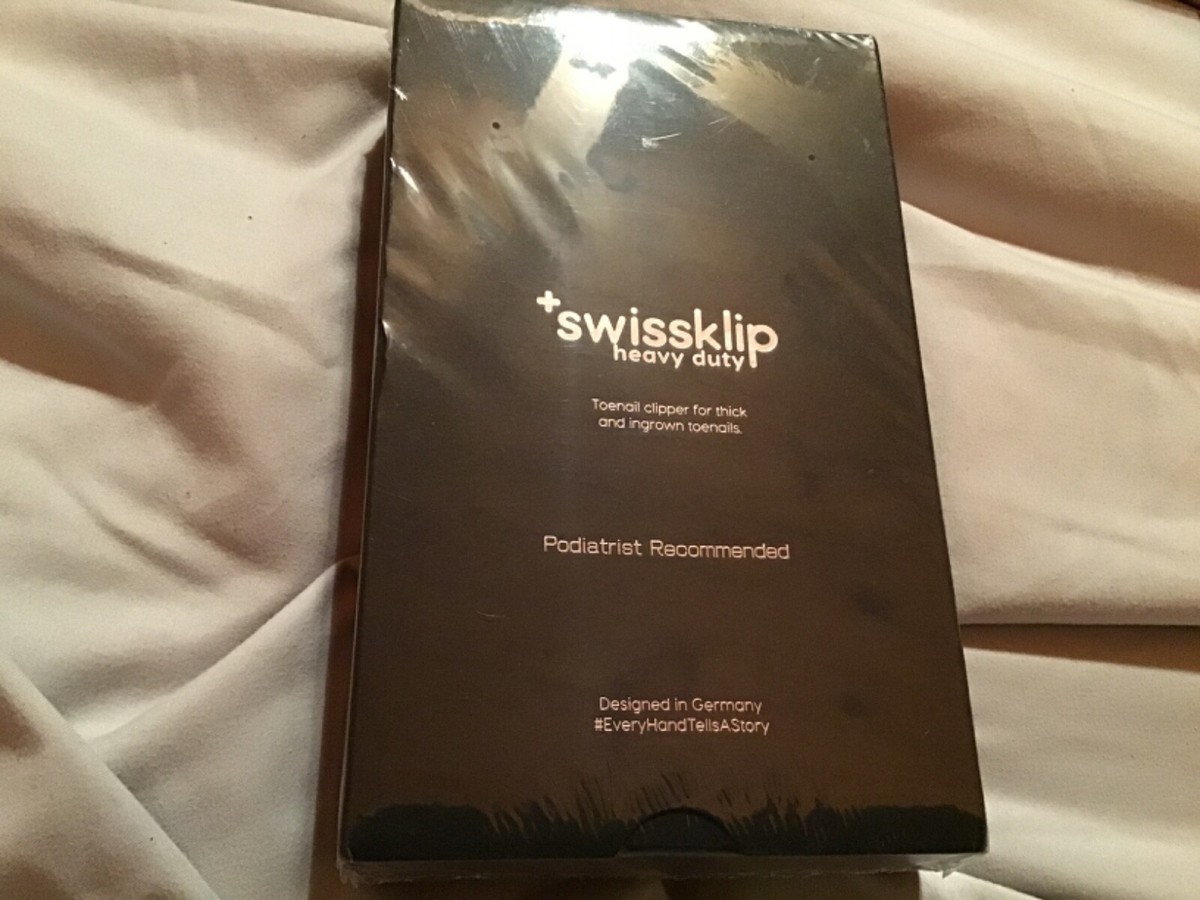 +swissklip
heavy duty
Toenail clipper for thick
and ingrown toenails.
Podiatrist Recommended
Designed in Germany
#EveryHandTellsAStory